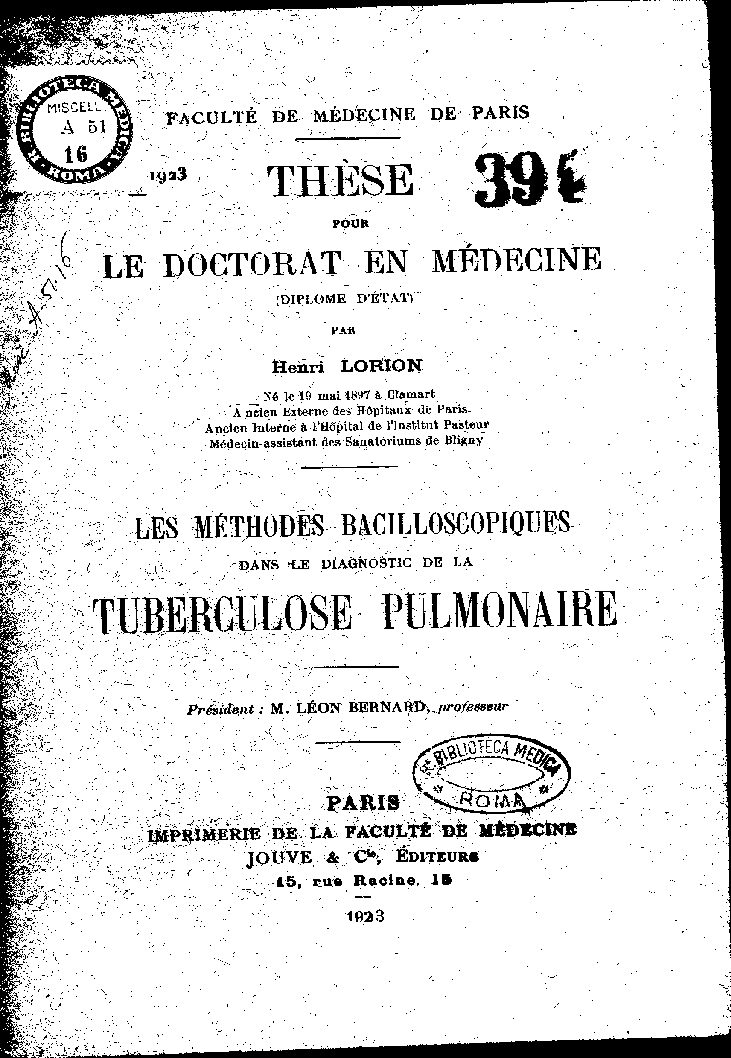 BIBLIOTECA MEDICA
MISCELL.
A 51
16
R. ROMA
FACULTÉ DE MÉDECINE DE PARIS
1923
THÈSE
POUR
LE DOCTORAT EN MÉDECINE
(DIPLOME D'ÉTAT)
PAR
Henri LORION
Né le 19 mai 1897 à Clamart
Ancien Externe des Hôpitaux de Paris
Ancien Interne à l'Hôpital de l'Institut Pasteur
Médecin-assistant des Sanatoriums de Bligny
LES MÉTHODES BACILLOSCOPIQUES
DANS LE DIAGNOSTIC DE LA
TUBERCULOSE PULMONAIRE
Président : M. LÉON BERNARD, professeur
Rª BIBLIOTECA MEDICA
ROMA
PARIS
IMPRIMERIE DE LA FACULTÉ DE MÉDECINE
JOUVE & Cie, ÉDITEURS
15, rue Racine, 15
1923